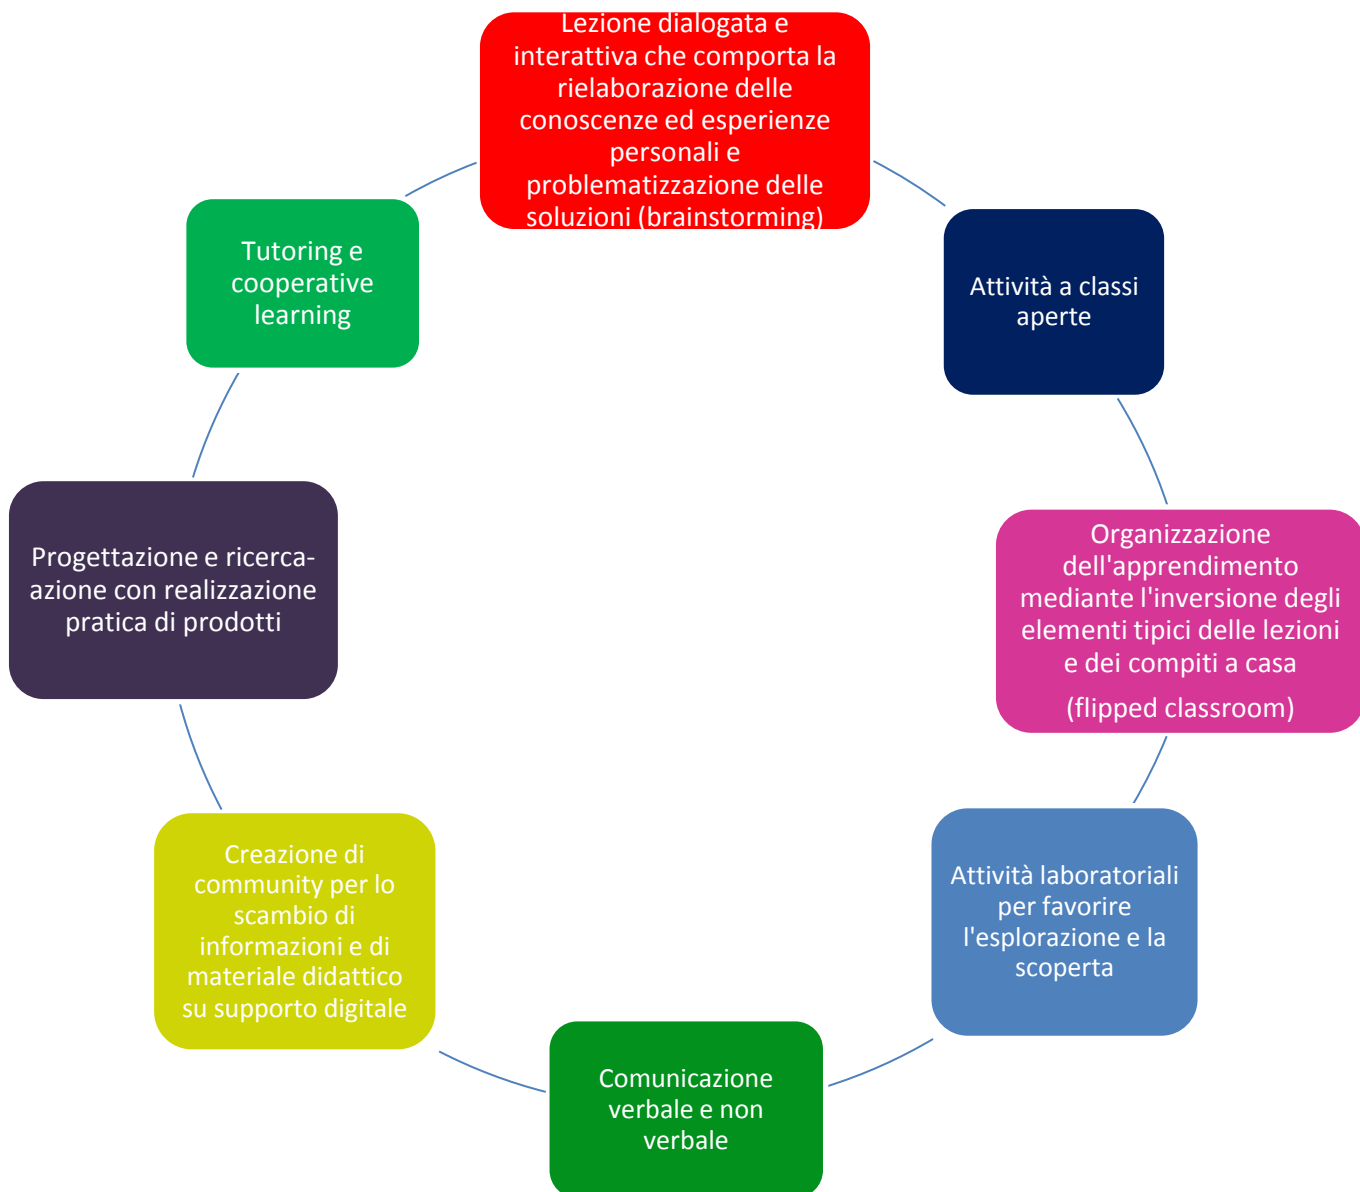 Lezione dialogata e
interattiva che comporta la
rielaborazione delle
conoscenze ed esperienze
personali e
problematizzazione delle
soluzioni (brainstorming)
Attività a classi
aperte
Organizzazione
dell'apprendimento
mediante l'inversione degli
elementi tipici delle lezioni
e dei compiti a casa
(flipped classroom)
Attività laboratoriali
per favorire
l'esplorazione e la
scoperta
Comunicazione
verbale e non
verbale
Creazione di
community per lo
scambio di
informazioni e di
materiale didattico
su supporto digitale
Progettazione e ricerca-
azione con realizzazione
pratica di prodotti
Tutoring e
cooperative
learning